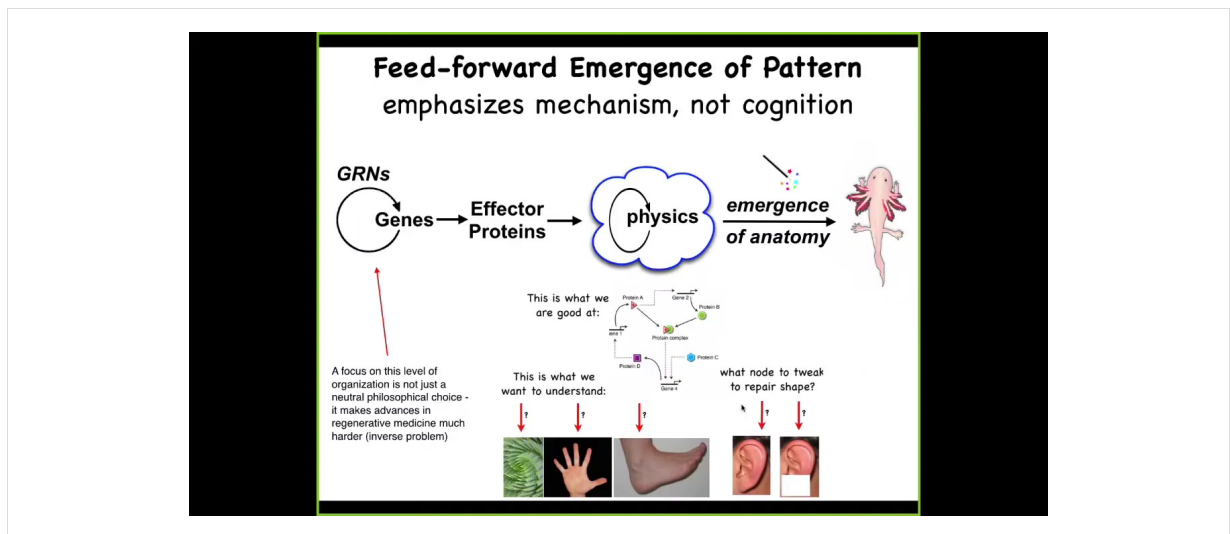 Feed-forward Emergence of Pattern
emphasizes mechanism, not cognition
GRNs
Genes
Effector
Proteins
physics
emergence
of anatomy
This is what we
are good at:
Protein A
Gene 2
Protein B
ene 1
Protein complex
Protein D
Protein C
Gene 4
A focus on this level of
organization is not just a
neutral philosophical choice -
it makes advances in
regenerative medicine much
harder (inverse problem)
This is what we
want to understand:
what node to tweak
to repair shape?
? ? ? ? ?